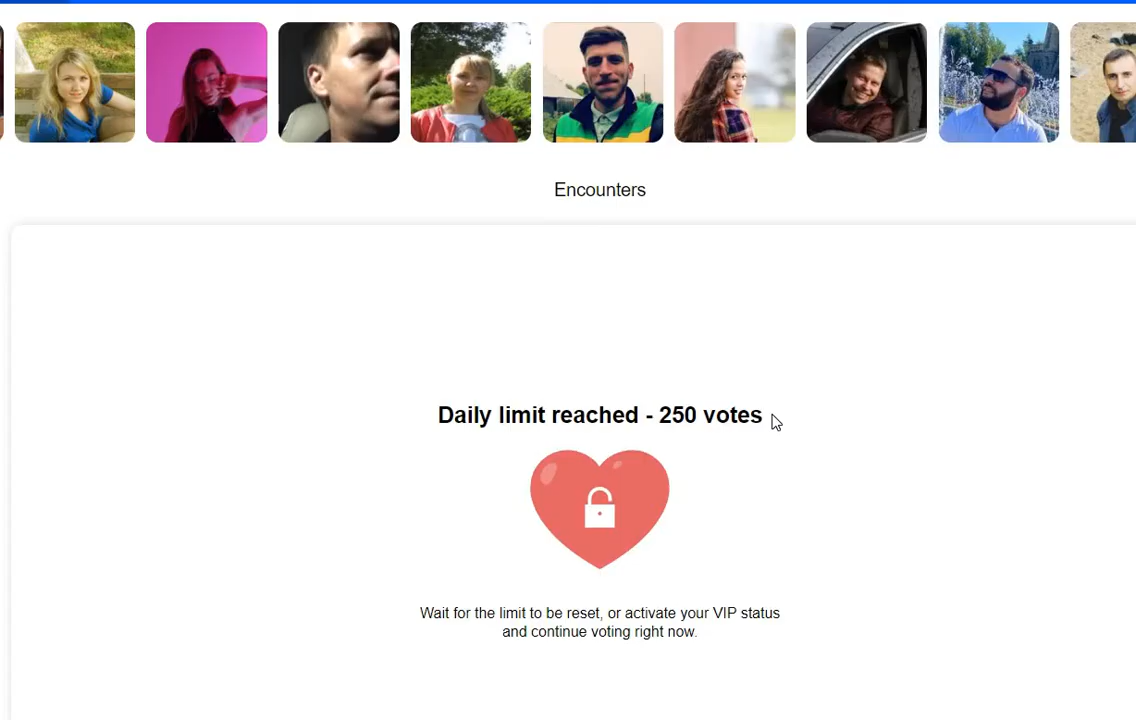 Encounters
Daily limit reached - 250 votes
Wait for the limit to be reset, or activate your VIP status
and continue voting right now.